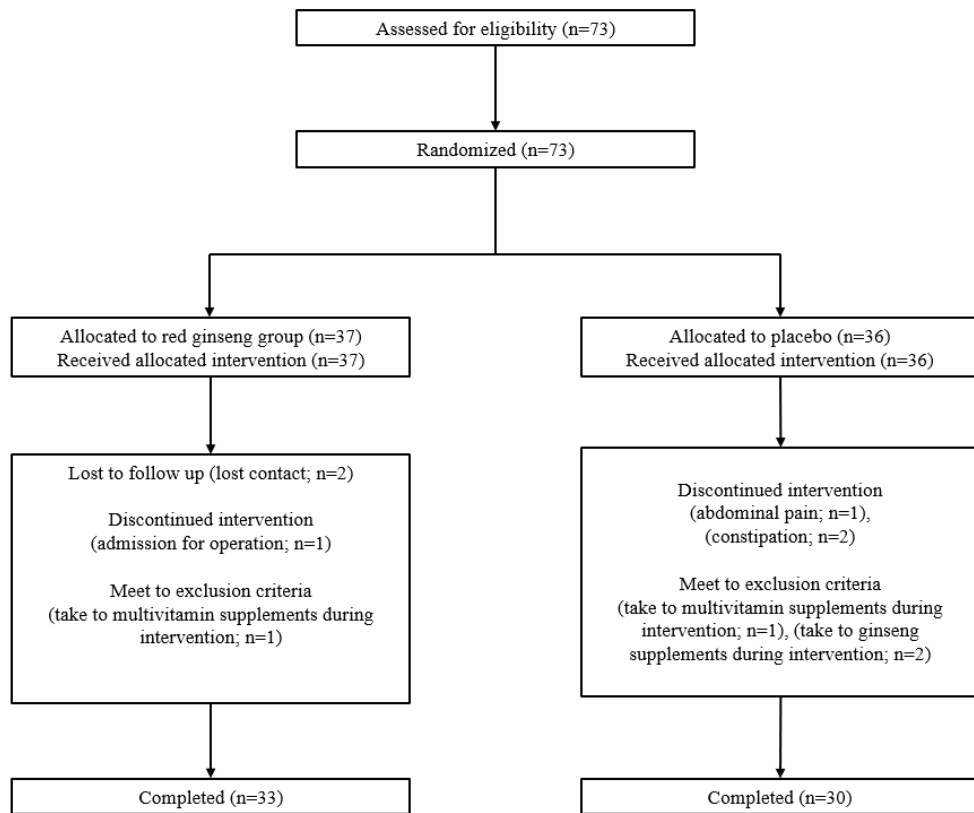 Assessed for eligibility (n=73)
Randomized (n=73)
Allocated to red ginseng group (n=37)
Received allocated intervention (n=37)
Allocated to placebo (n=36)
Received allocated intervention (n=36)
Lost to follow up (lost contact; n=2)
Discontinued intervention
(admission for operation; n=1)
Meet to exclusion criteria
(take to multivitamin supplements during
intervention; n=1)
Discontinued intervention
(abdominal pain; n=1),
(constipation; n=2)
Meet to exclusion criteria
(take to multivitamin supplements during
intervention; n=1), (take to ginseng
supplements during intervention; n=2)
Completed (n=33)
Completed (n=30)